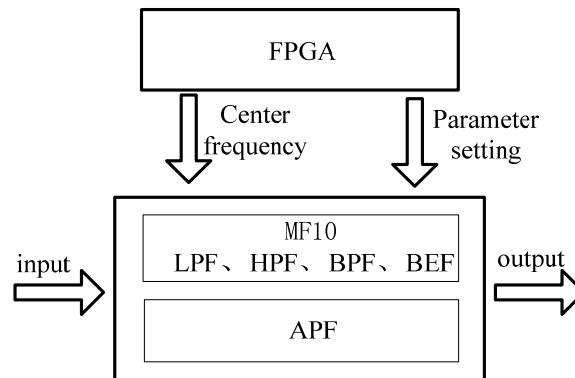 FPGA
Center
frequency
Parameter
setting
MF10
LPF、HPF、BPF、BEF
input
output
APF